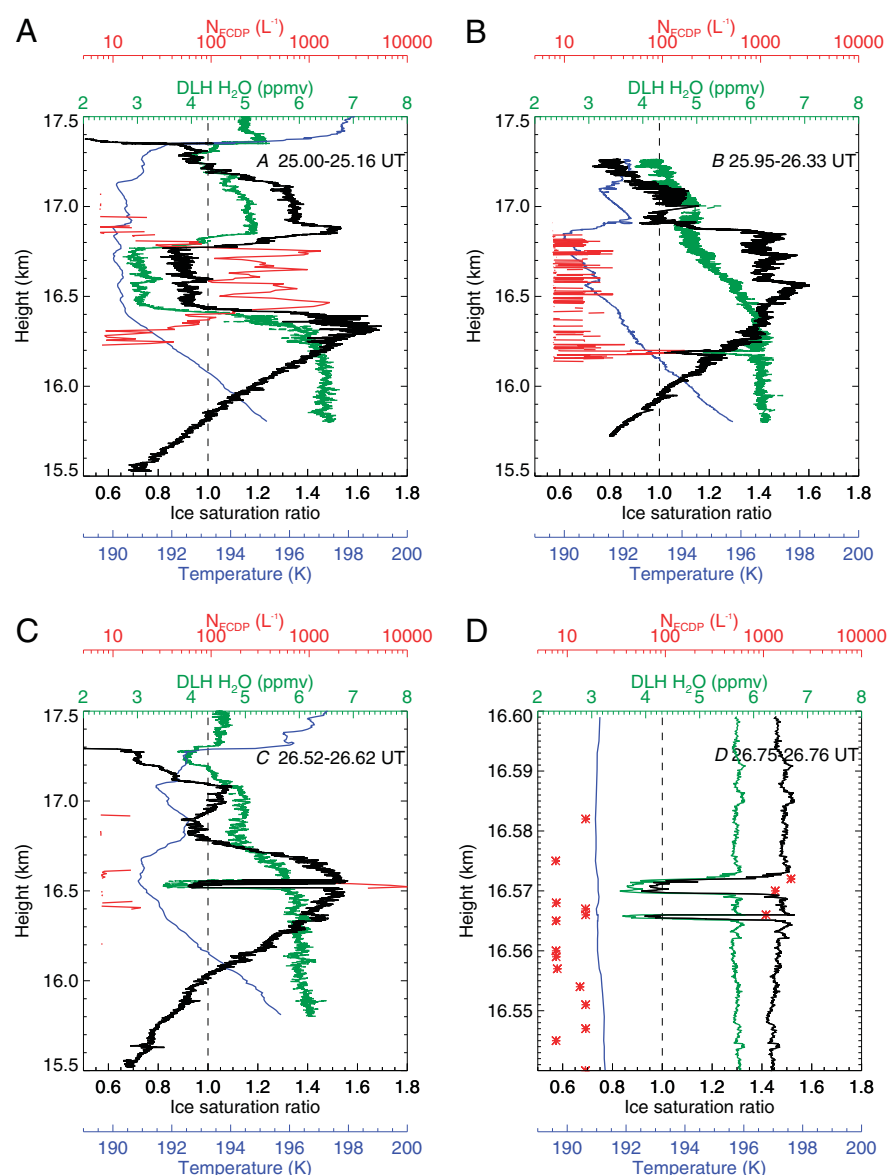 A
N_ECDP (L⁻¹)
10 100 1000 10000
DLH H₂O (ppmv)
2 3 4 5 6 7 8
A 25.00-25.16 UT
17.5
17.0
16.5
16.0
15.5
Height (km)
0.6 0.8 1.0 1.2 1.4 1.6 1.8
Ice saturation ratio
190 192 194 196 198 200
Temperature (K)
B
N_ECDP (L⁻¹)
10 100 1000 10000
DLH H₂O (ppmv)
2 3 4 5 6 7 8
B 25.95-26.33 UT
17.5
17.0
16.5
16.0
15.5
Height (km)
0.6 0.8 1.0 1.2 1.4 1.6 1.8
Ice saturation ratio
190 192 194 196 198 200
Temperature (K)
C
N_ECDP (L⁻¹)
10 100 1000 10000
DLH H₂O (ppmv)
2 3 4 5 6 7 8
C 26.52-26.62 UT
17.5
17.0
16.5
16.0
15.5
Height (km)
0.6 0.8 1.0 1.2 1.4 1.6 1.8
Ice saturation ratio
190 192 194 196 198 200
Temperature (K)
D
N_ECDP (L⁻¹)
10 100 1000 10000
DLH H₂O (ppmv)
2 3 4 5 6 7 8
D 26.75-26.76 UT
16.60
16.59
16.58
16.57
16.56
16.55
Height (km)
0.6 0.8 1.0 1.2 1.4 1.6 1.8
Ice saturation ratio
190 192 194 196 198 200
Temperature (K)